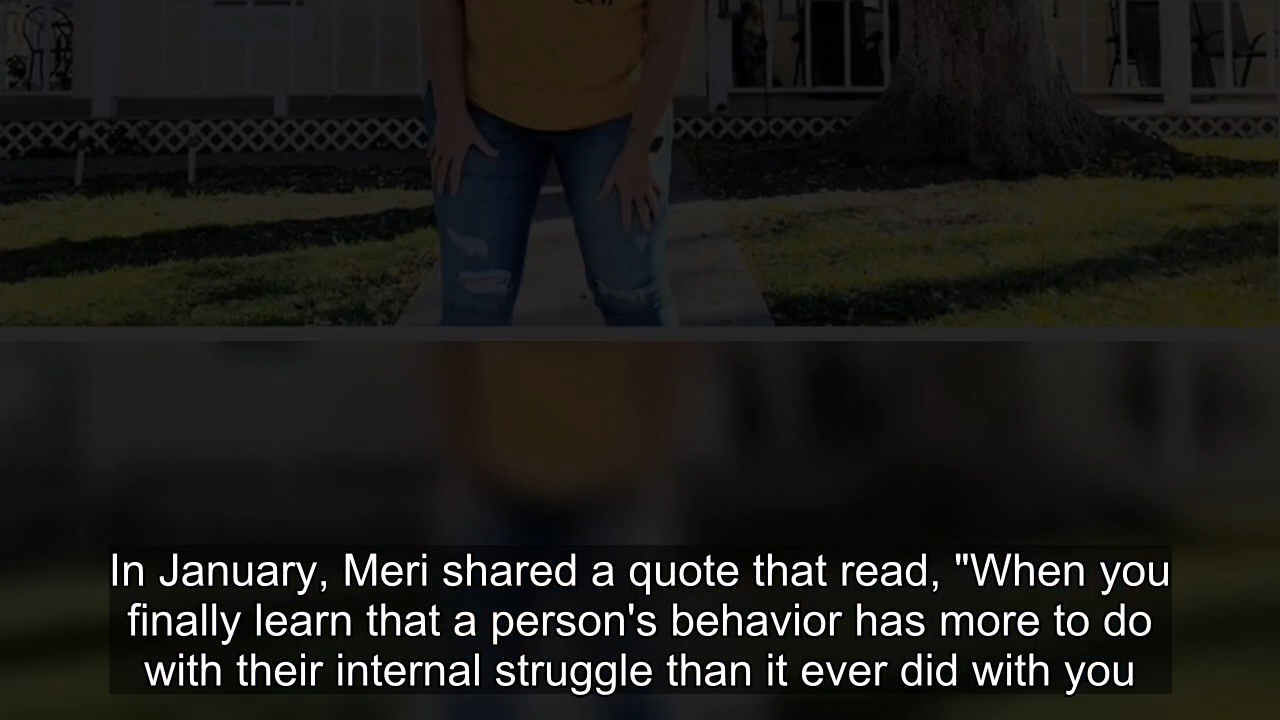 In January, Meri shared a quote that read, "When you
finally learn that a person's behavior has more to do
with their internal struggle than it ever did with you